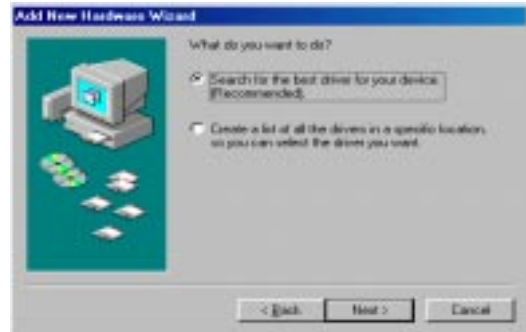 Add New Hardware Wizard
What do you want to do?
Search for the best driver for your device.
(Recommended).
Create a list of all the drivers in a specific location,
so you can select the driver you want.
< Back
Next >
Cancel